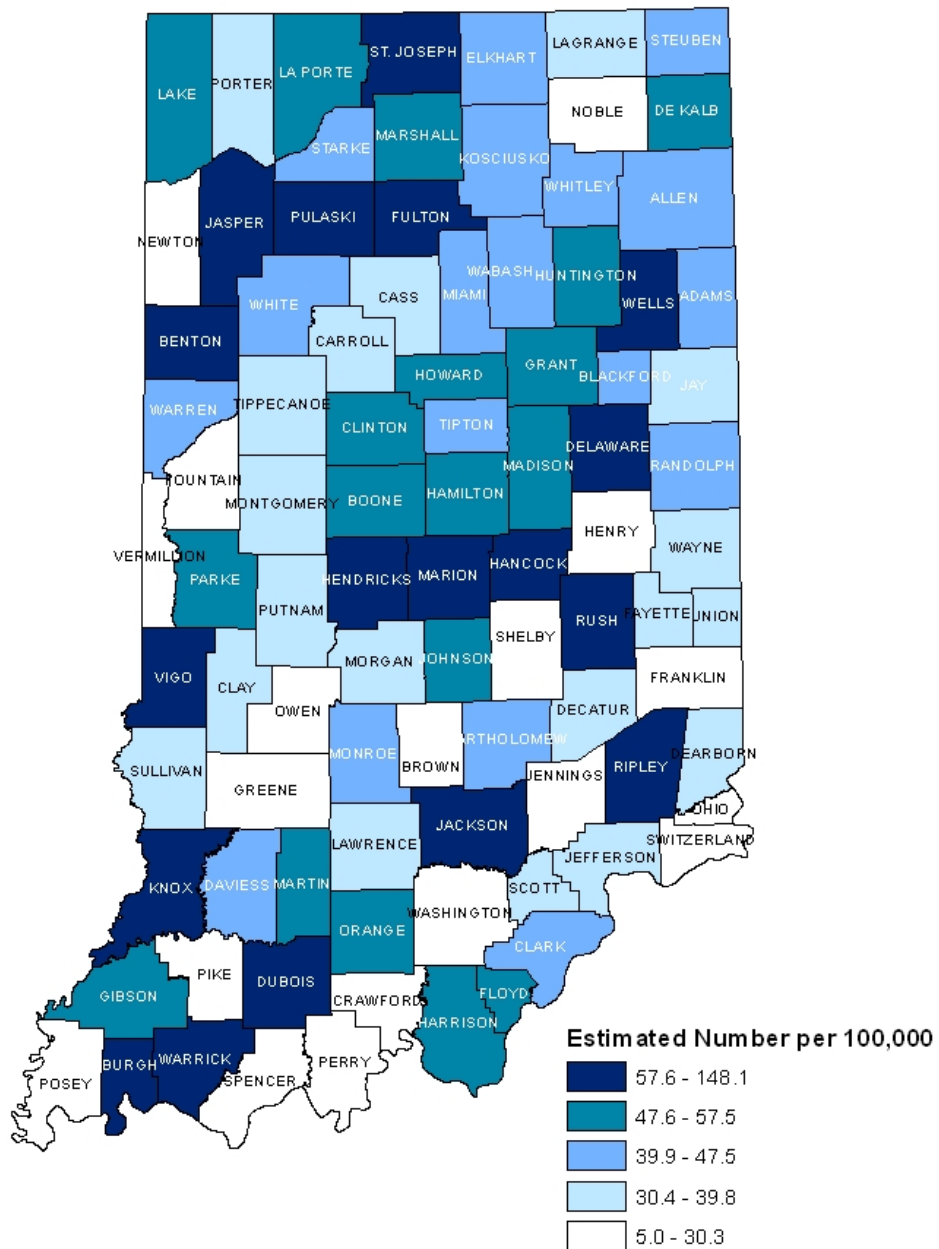 ST. JOSEPH
LAGRANGE
STEUBEN
ELKHART
LAKE
PORTER
LA PORTE
NOBLE
DE KALB
MARSHALL
STARKE
KOSCIUSKO
WHITLEY
ALLEN
JASPER
PULASKI
FULTON
NEWTON
WABASH
HUNTINGTON
MIAMI
WELLS
ADAMS
WHITE
CASS
BENTON
CARROLL
HOWARD
GRANT
BLACKFORD
JAY
WARREN
TIPPECANOE
CLINTON
TIPTON
DELAWARE
MADISON
RANDOLPH
FOUNTAIN
MONTGOMERY
BOONE
HAMILTON
HENRY
WAYNE
VERMILLION
PARKE
HENDRICKS
MARION
HANCOCK
PUTNAM
RUSH
FAYETTE
UNION
SHELBY
MORGAN
JOHNSON
VIGO
CLAY
FRANKLIN
OWEN
DECATUR
BARTHOLOMEW
MONROE
DEARBORN
BROWN
RIPLEY
SULLIVAN
JENNINGS
GREENE
OHIO
JACKSON
SWITZERLAND
LAWRENCE
JEFFERSON
KNOX
DAVIESS
MARTIN
SCOTT
WASHINGTON
ORANGE
CLARK
PIKE
DUBOIS
GIBSON
FLOYD
CRAWFORD
HARRISON
BURGH
WARRICK
PERRY
POSEY
SPENCER
Estimated Number per 100,000
57.6 - 148.1
47.6 - 57.5
39.9 - 47.5
30.4 - 39.8
5.0 - 30.3